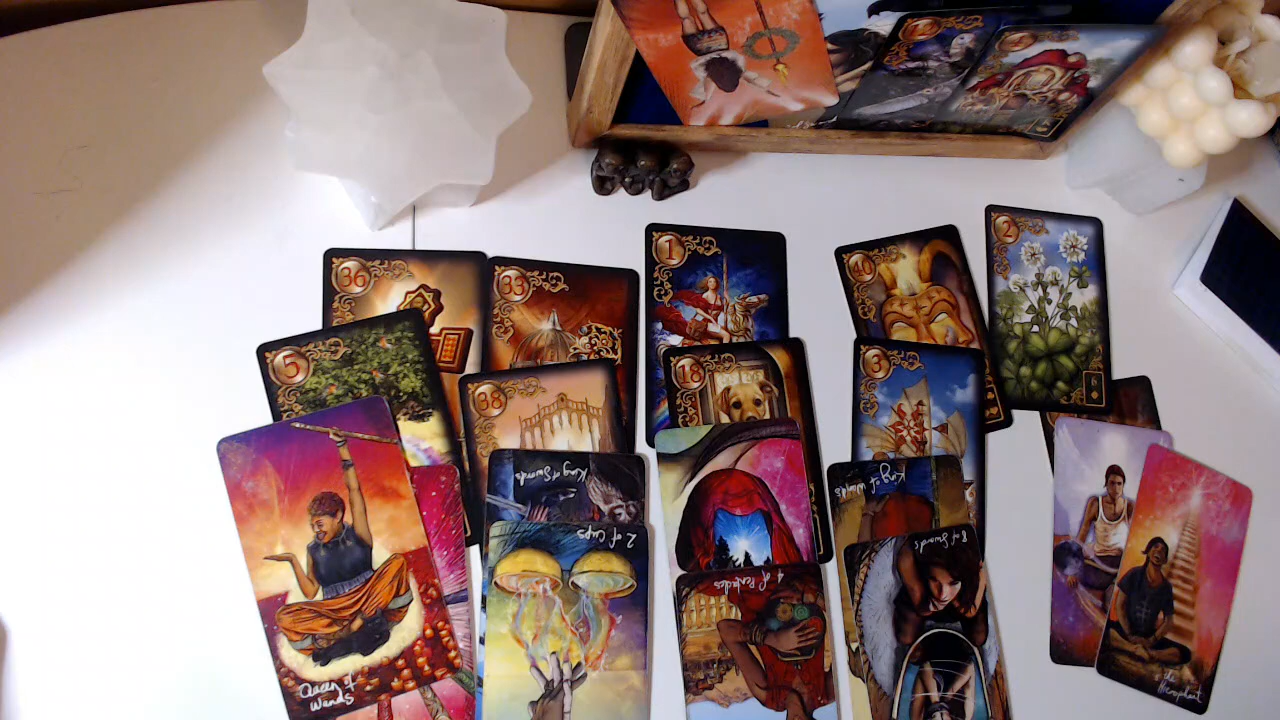 36
33
1
40
2
5
38
18
3
6
King of Swords
2 of Cups
4 of Pentacles
King of Wands
8 of Swords
Queen of
Wands
the
Hierophant